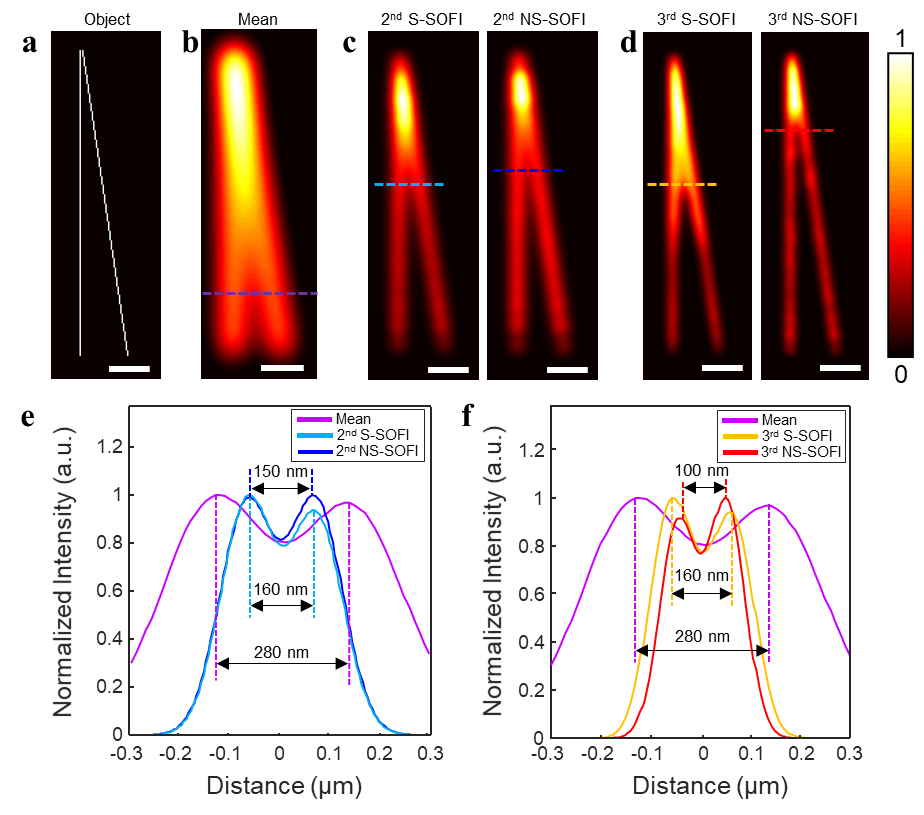 a
Object
b
Mean
c
2nd S-SOFI
2nd NS-SOFI
d
3rd S-SOFI
3rd NS-SOFI
1
0
e
Normalized Intensity (a.u.)
1.2
1
0.8
0.6
0.4
0.2
0
-0.3
-0.2
-0.1
0
0.1
0.2
0.3
Distance (μm)
Mean
2nd S-SOFI
2nd NS-SOFI
150 nm
160 nm
280 nm
f
Normalized Intensity (a.u.)
1.2
1
0.8
0.6
0.4
0.2
0
-0.3
-0.2
-0.1
0
0.1
0.2
0.3
Distance (μm)
Mean
3rd S-SOFI
3rd NS-SOFI
100 nm
160 nm
280 nm